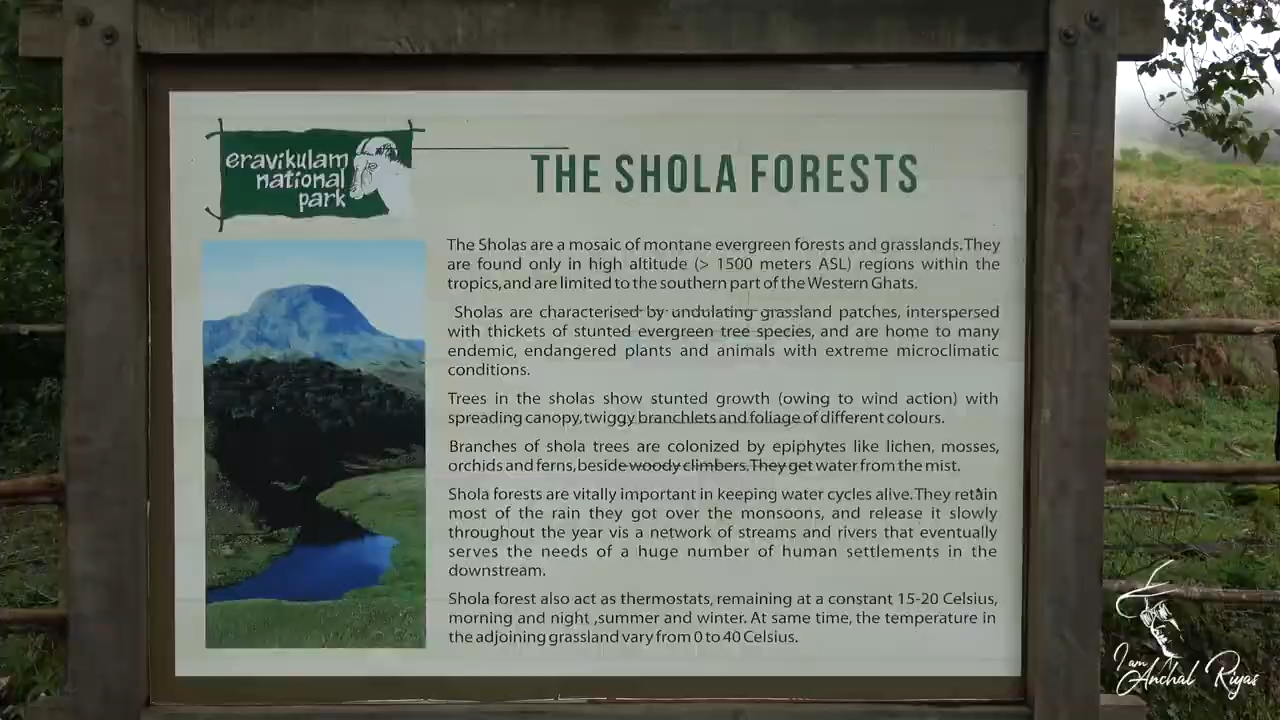 eravikulam
national
park
THE SHOLA FORESTS
The Sholas are a mosaic of montane evergreen forests and grasslands. They
are found only in high altitude (> 1500 meters ASL) regions within the
tropics, and are limited to the southern part of the Western Ghats.
Sholas are characterised by undulating grassland patches, interspersed
with thickets of stunted evergreen tree species, and are home to many
endemic, endangered plants and animals with extreme microclimatic
conditions.
Trees in the sholas show stunted growth (owing to wind action) with
spreading canopy, twiggy branchlets and foliage of different colours.
Branches of shola trees are colonized by epiphytes like lichen, mosses,
orchids and ferns, beside woody climbers. They get water from the mist.
Shola forests are vitally important in keeping water cycles alive. They retain
most of the rain they got over the monsoons, and release it slowly
throughout the year vis a network of streams and rivers that eventually
serves the needs of a huge number of human settlements in the
downstream.
Shola forest also act as thermostats, remaining at a constant 15-20 Celsius,
morning and night ,summer and winter. At same time, the temperature in
the adjoining grassland vary from 0 to 40 Celsius.
I am
Anchal Riyas